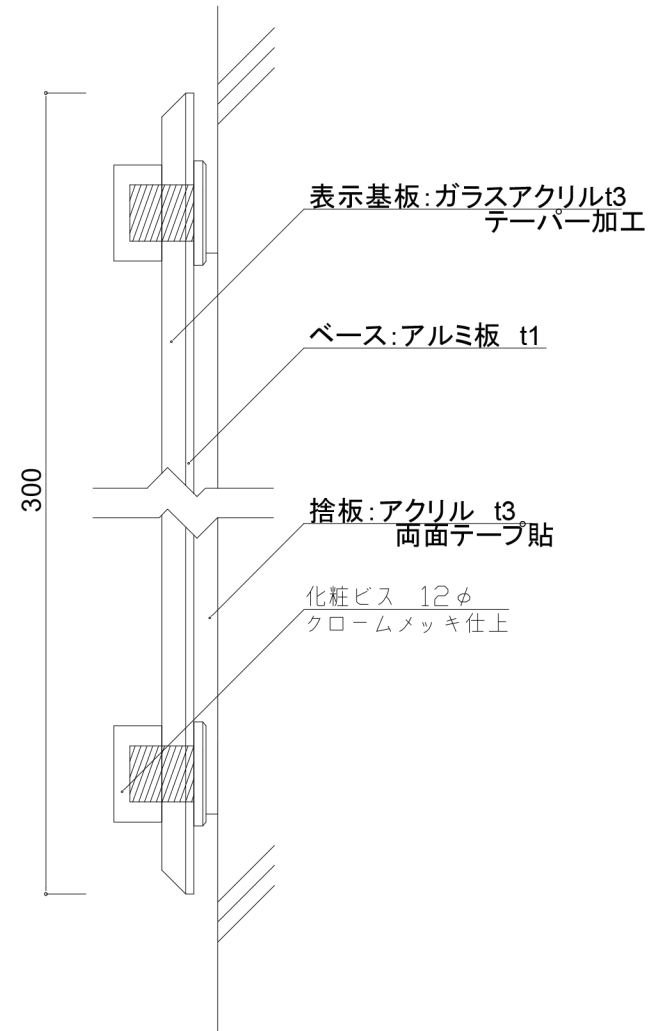 表示基板:ガラスアクリルt3
テーパー加工
ベース:アルミ板 t1
300
捨板:アクリル t3
両面テープ貼
化粧ビス 12φ
クロームメッキ仕上